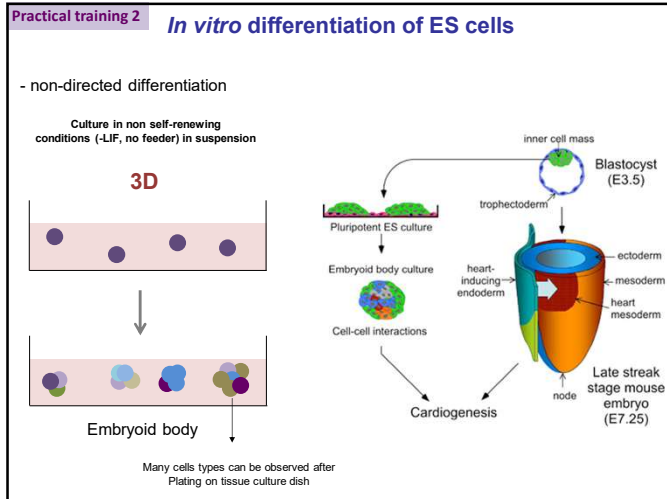 Practical training 2
In vitro differentiation of ES cells
- non-directed differentiation
Culture in non self-renewing
conditions (-LIF, no feeder) in suspension
3D
Embryoid body
Many cells types can be observed after
Plating on tissue culture dish
inner cell mass
Blastocyst
(E3.5)
trophectoderm
Pluripotent ES culture
Embryoid body culture
Cell-cell interactions
heart-
inducing
endoderm
ectoderm
mesoderm
heart
mesoderm
node
Late streak
stage mouse
embryo
(E7.25)
Cardiogenesis